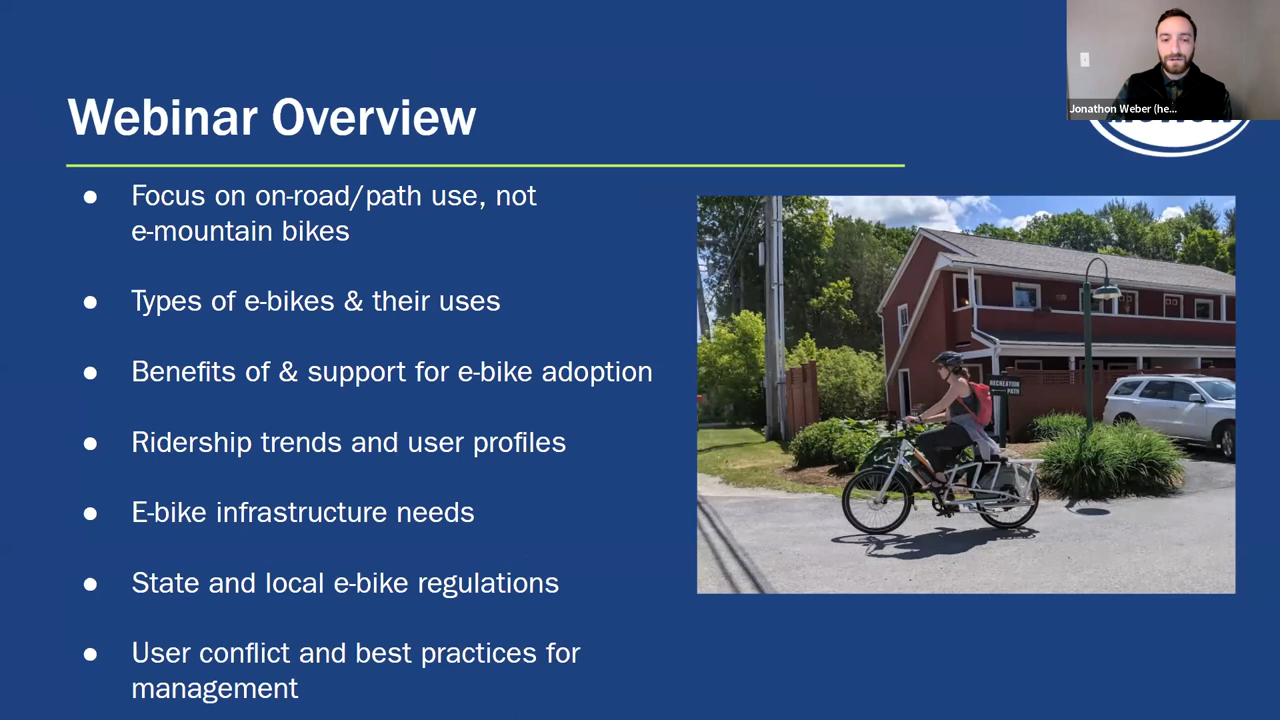 Jonathon Weber (he...
Webinar Overview
● Focus on on-road/path use, not
e-mountain bikes
● Types of e-bikes & their uses
● Benefits of & support for e-bike adoption
● Ridership trends and user profiles
● E-bike infrastructure needs
● State and local e-bike regulations
● User conflict and best practices for
management
RECREATION
PATH